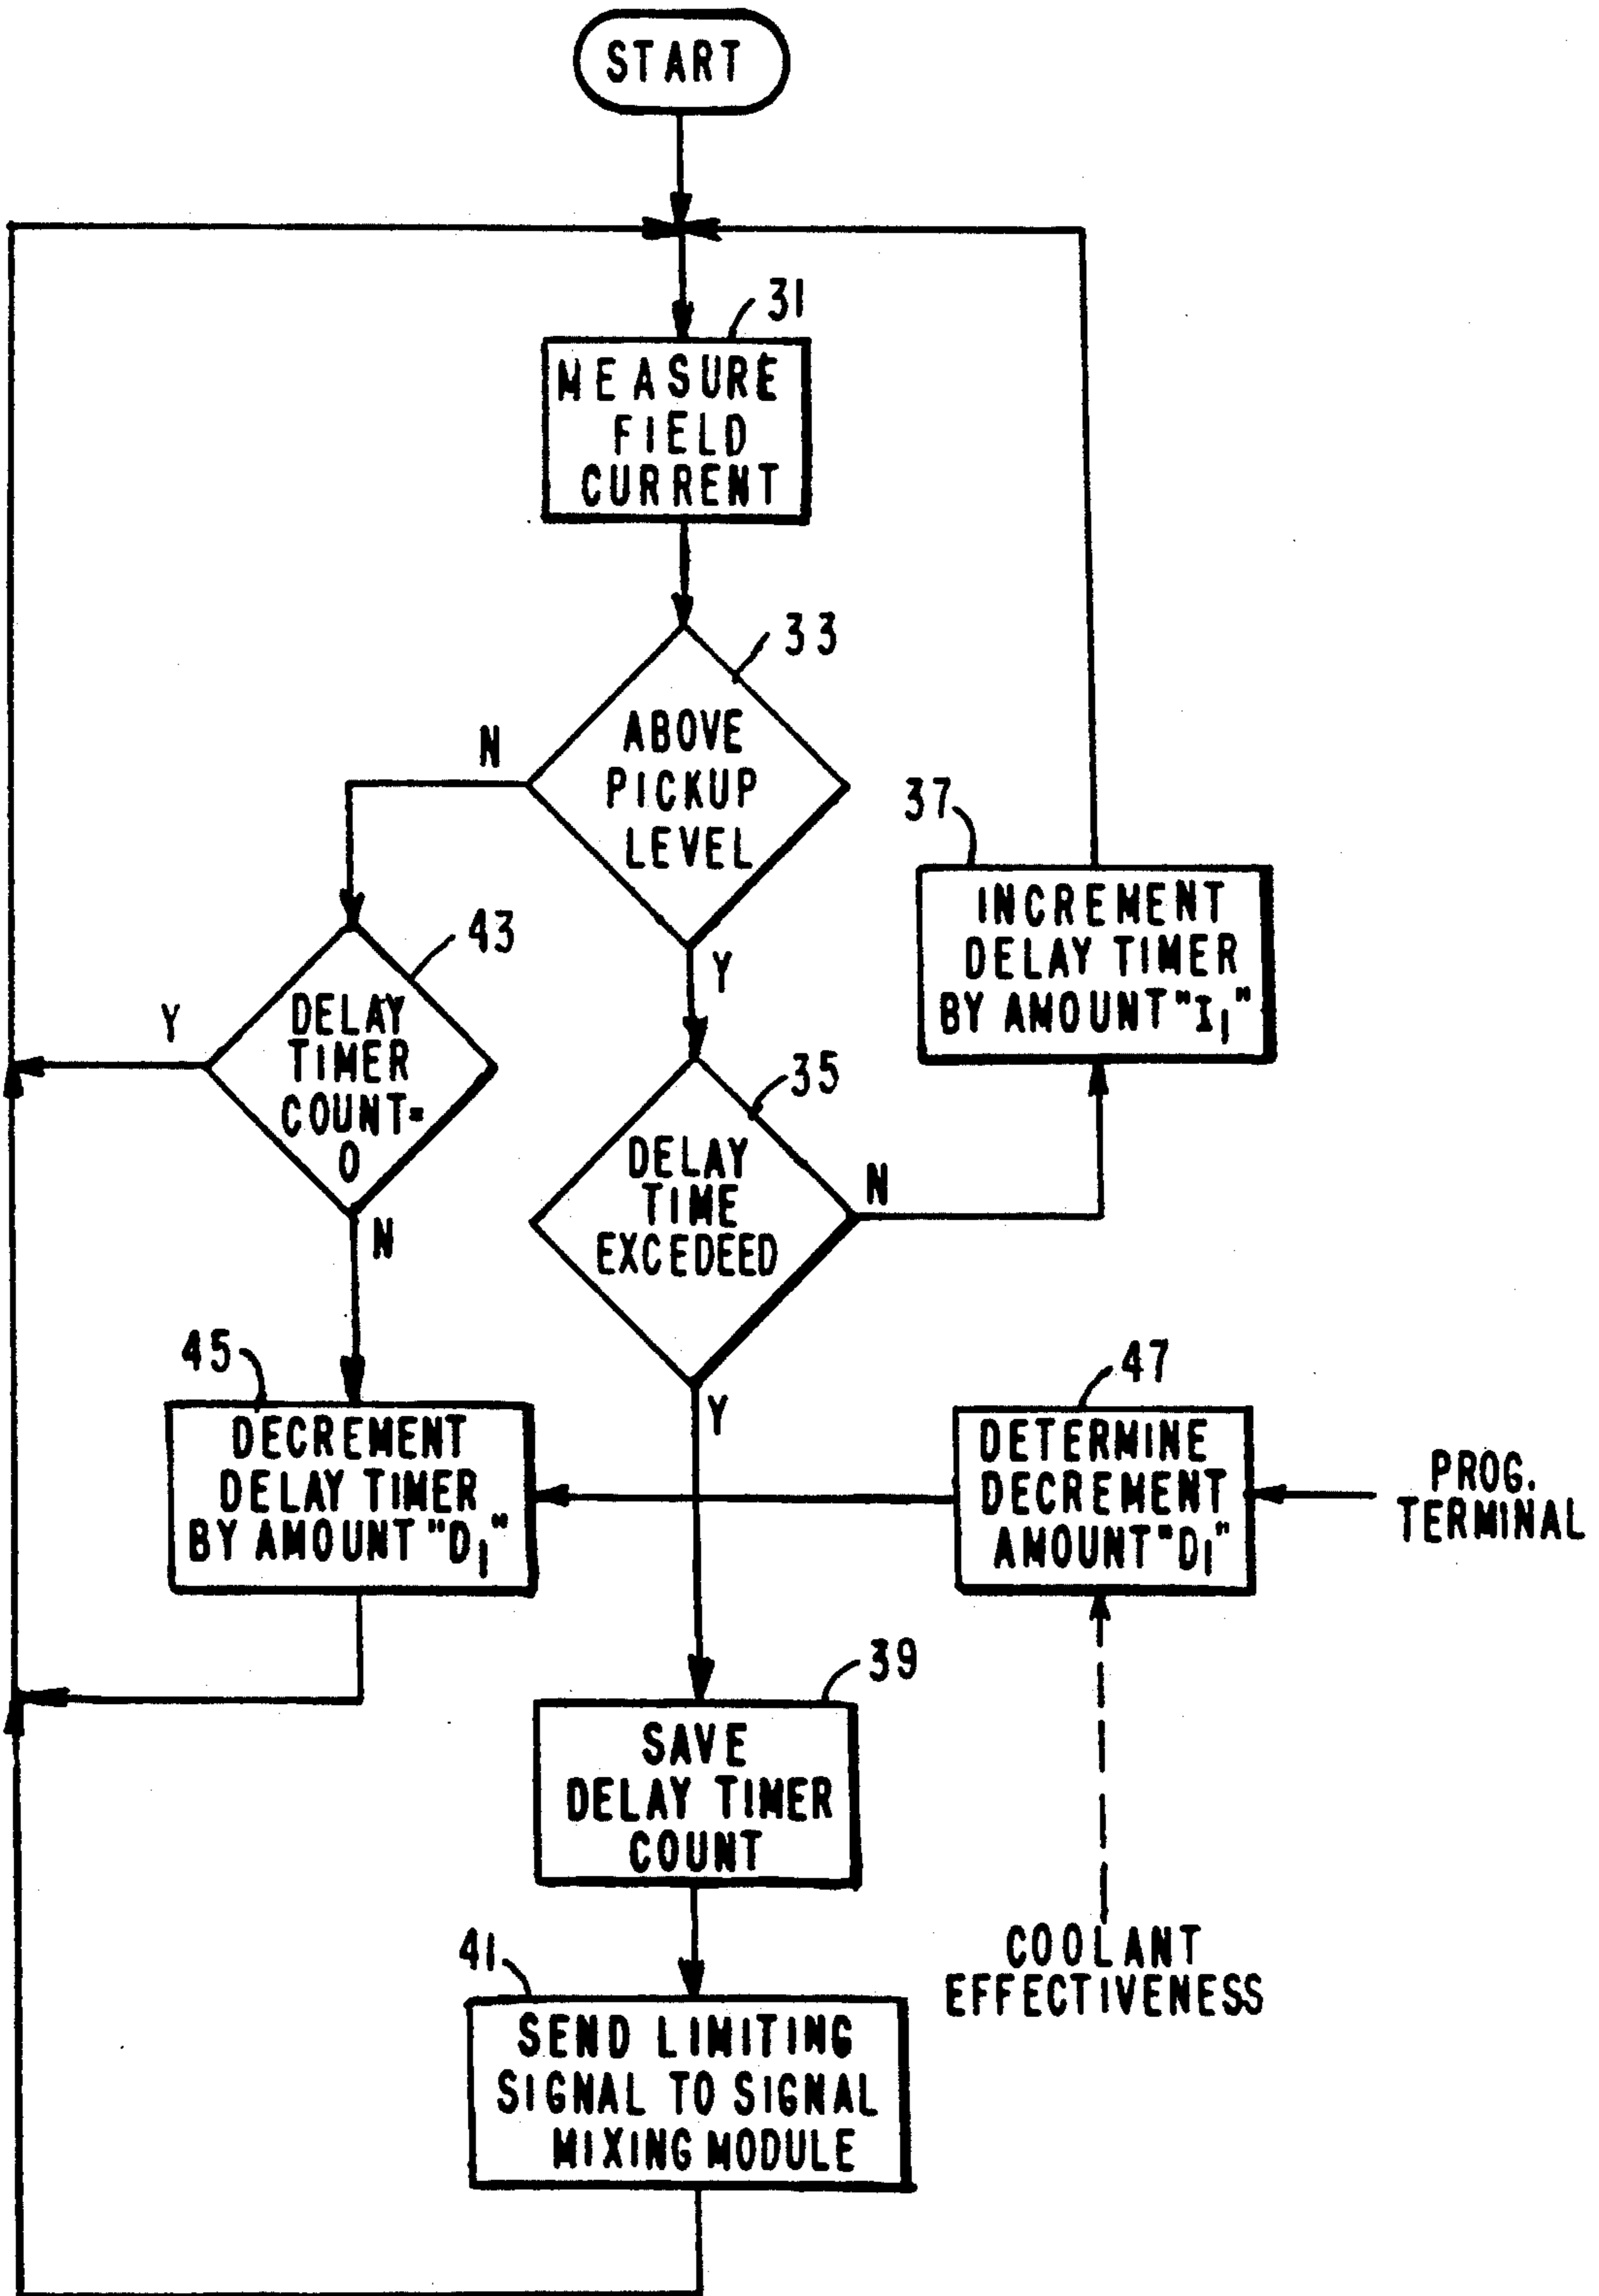 START
31
MEASURE
FIELD
CURRENT
33
ABOVE
PICKUP
LEVEL
N
Y
37
INCREMENT
DELAY TIMER
BY AMOUNT "I1"
43
DELAY
TIMER
COUNT=
0
Y
N
35
DELAY
TIME
EXCEDEED
N
Y
45
DECREMENT
DELAY TIMER
BY AMOUNT "D1"
47
DETERMINE
DECREMENT
AMOUNT "D1"
PROG.
TERMINAL
39
SAVE
DELAY TIMER
COUNT
COOLANT
EFFECTIVENESS
41
SEND LIMITING
SIGNAL TO SIGNAL
MIXING MODULE